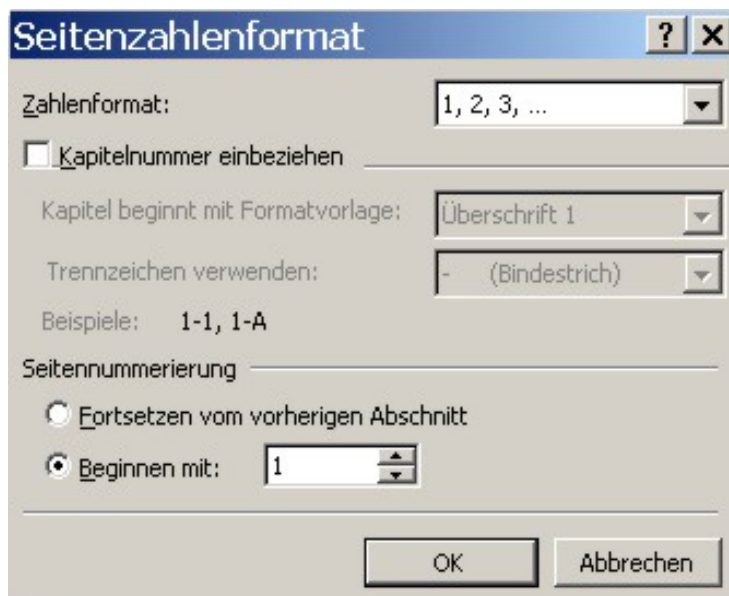 Seitenzahlenformat
Zahlenformat: 1, 2, 3, ...
Kapitelnummer einbeziehen
Kapitel beginnt mit Formatvorlage: Überschrift 1
Trennzeichen verwenden: - (Bindestrich)
Beispiele: 1-1, 1-A
Seitennummerierung
Fortsetzen vom vorherigen Abschnitt
Beginnen mit: 1
OK Abbrechen